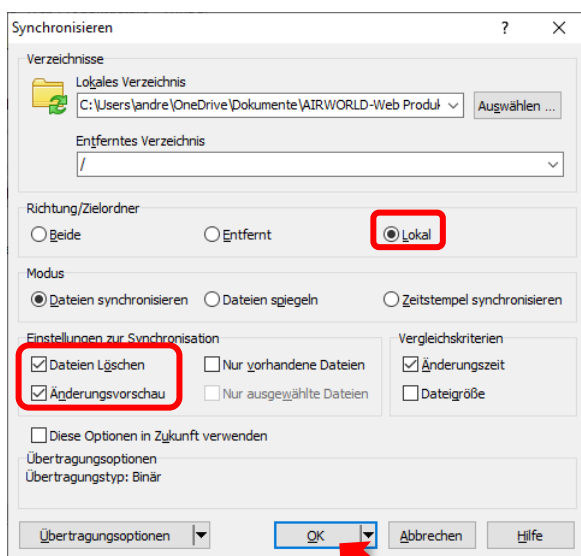 Synchronisieren
Verzeichnisse
Lokales Verzeichnis
C:\Users\andre\OneDrive\Dokumente\AIRWORLD-Web Produk
Auswählen ...
Entferntes Verzeichnis
/
Richtung/Zielordner
Beide Entfernt Lokal
Modus
Dateien synchronisieren Dateien spiegeln Zeitstempel synchronisieren
Einstellungen zur Synchronisation Vergleichskriterien
Dateien Löschen Nur vorhandene Dateien Änderungszeit
Änderungsvorschau Nur ausgewählte Dateien Dateigröße
Diese Optionen in Zukunft verwenden
Übertragungsoptionen
Übertragungstyp: Binär
Übertragungsoptionen OK Abbrechen Hilfe